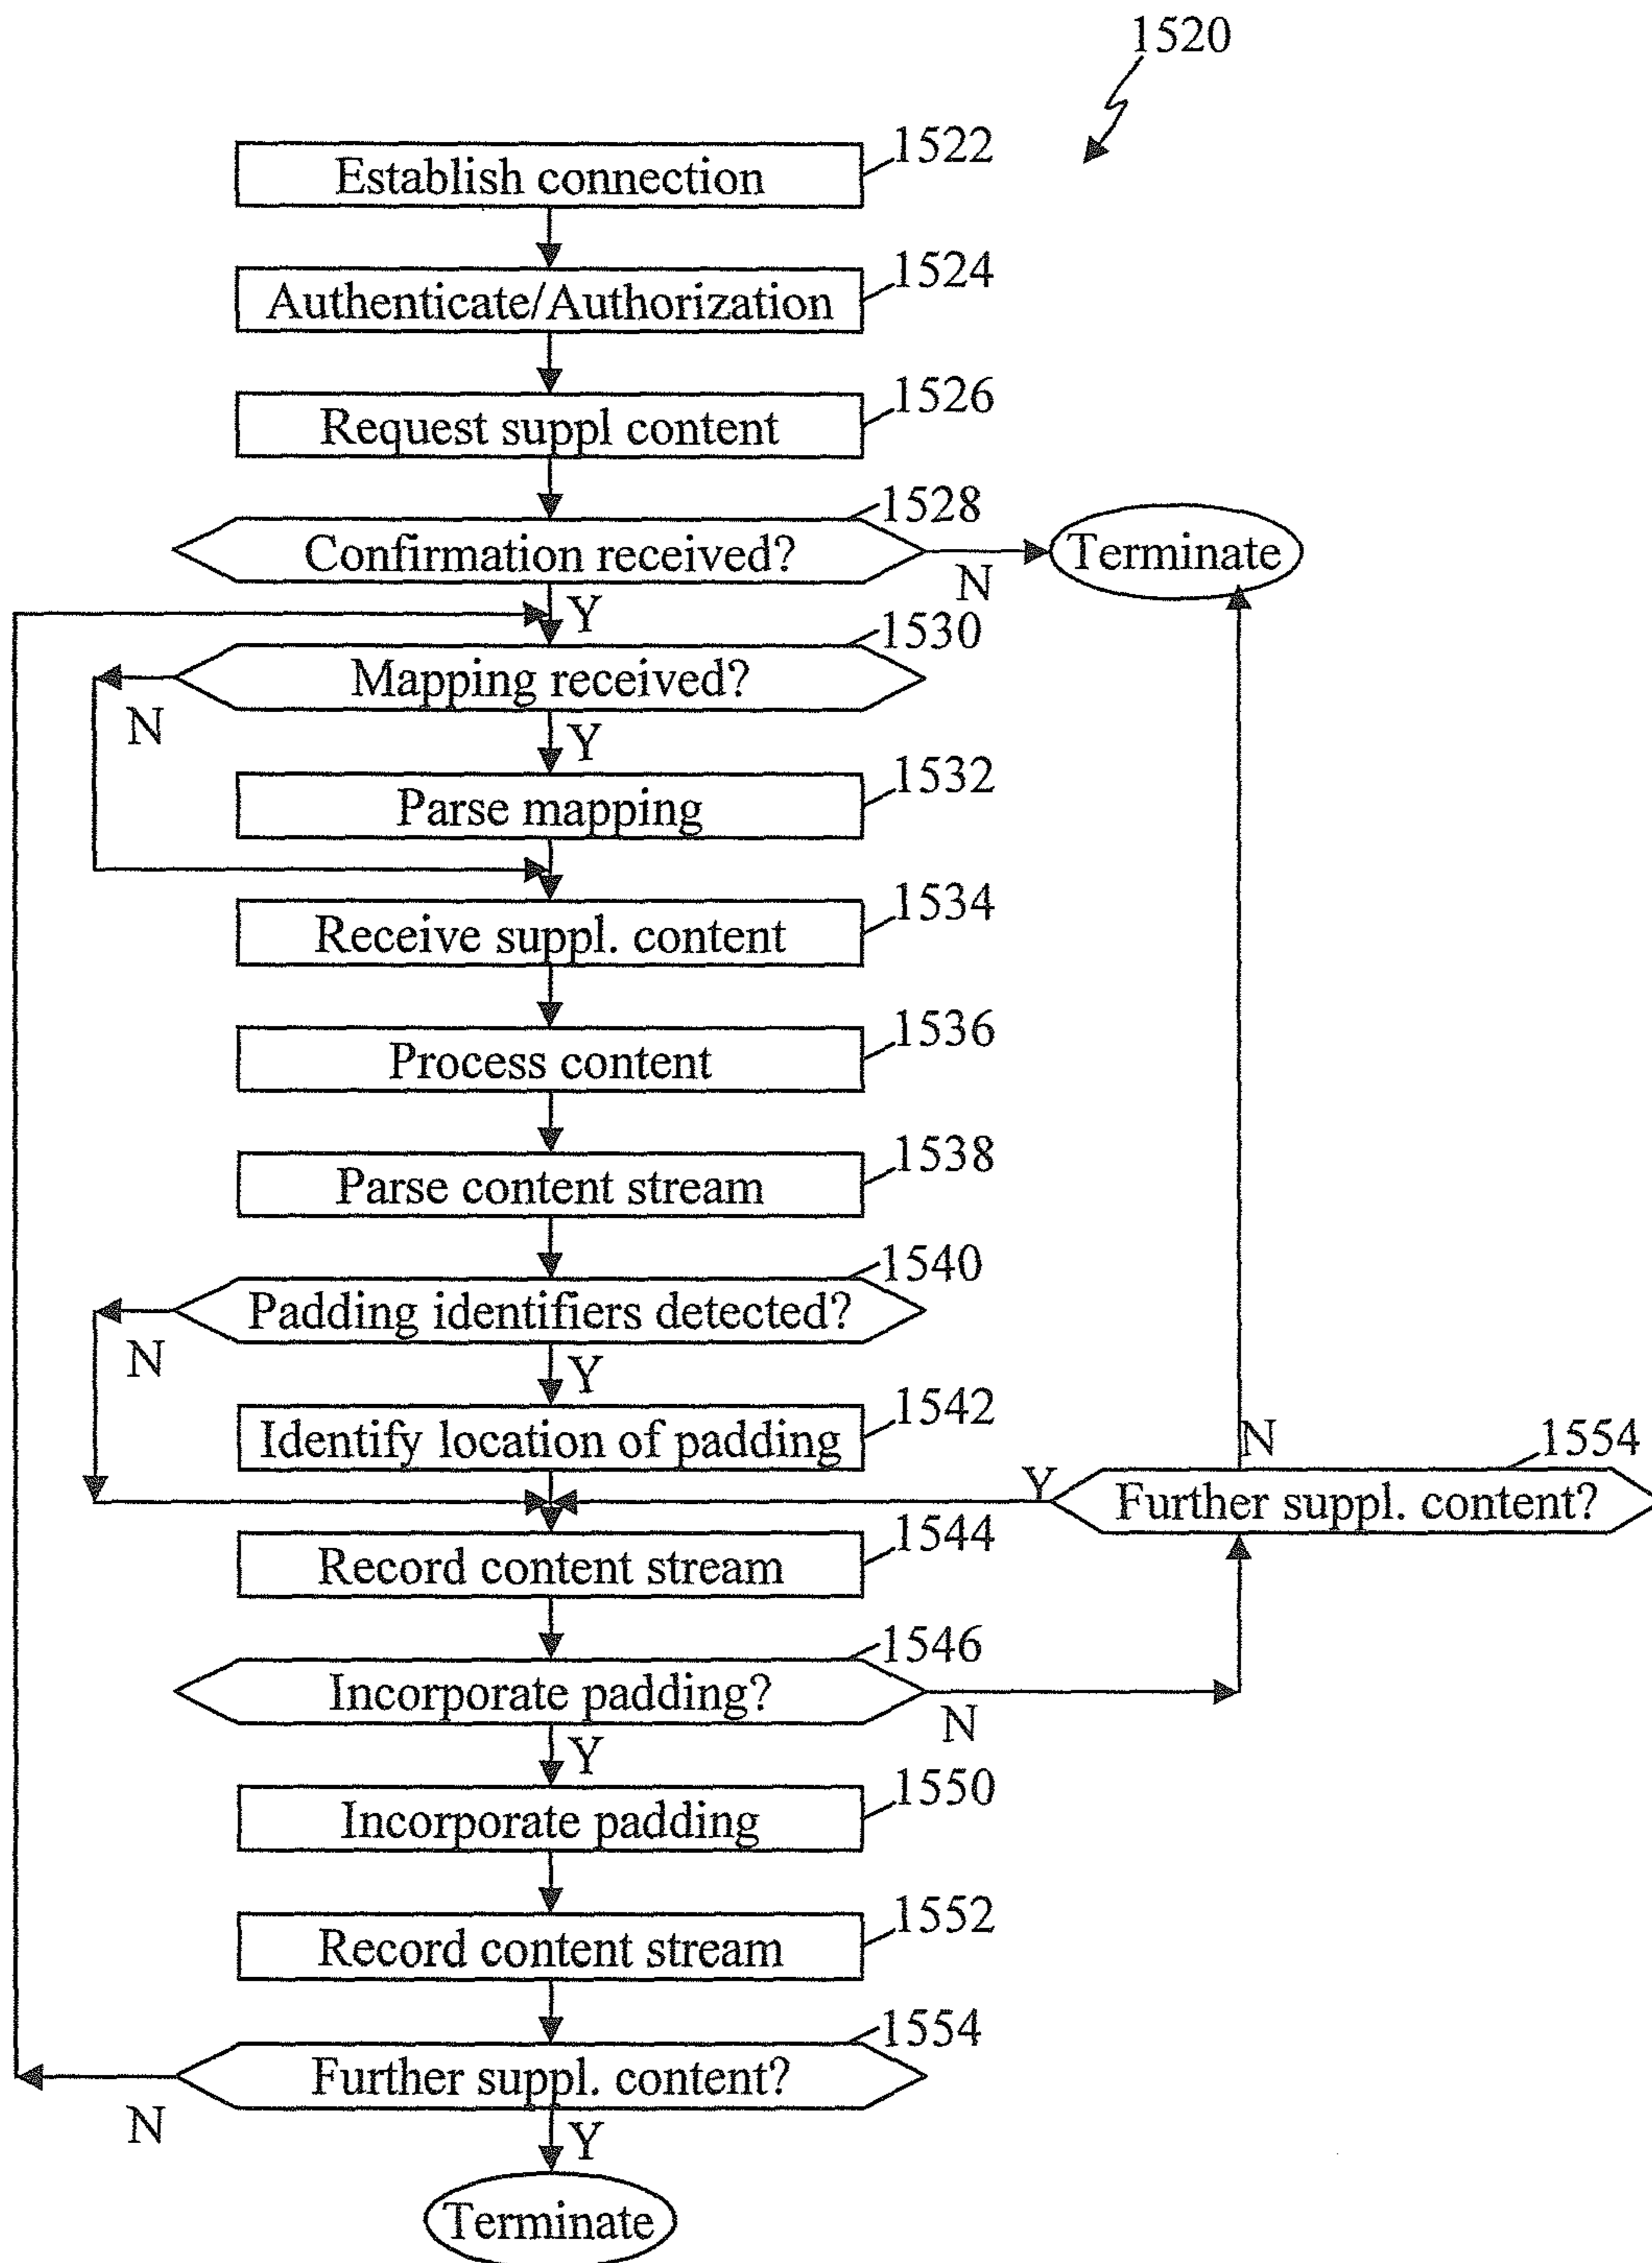 1520
Establish connection
1522
Authenticate/Authorization
1524
Request suppl content
1526
Confirmation received?
1528
N
Terminate
Y
Mapping received?
1530
N
Y
Parse mapping
1532
Receive suppl. content
1534
Process content
1536
Parse content stream
1538
Padding identifiers detected?
1540
N
Y
Identify location of padding
1542
N
1554
Y
Further suppl. content?
Record content stream
1544
Incorporate padding?
1546
N
Y
Incorporate padding
1550
Record content stream
1552
Further suppl. content?
1554
N
Y
Terminate